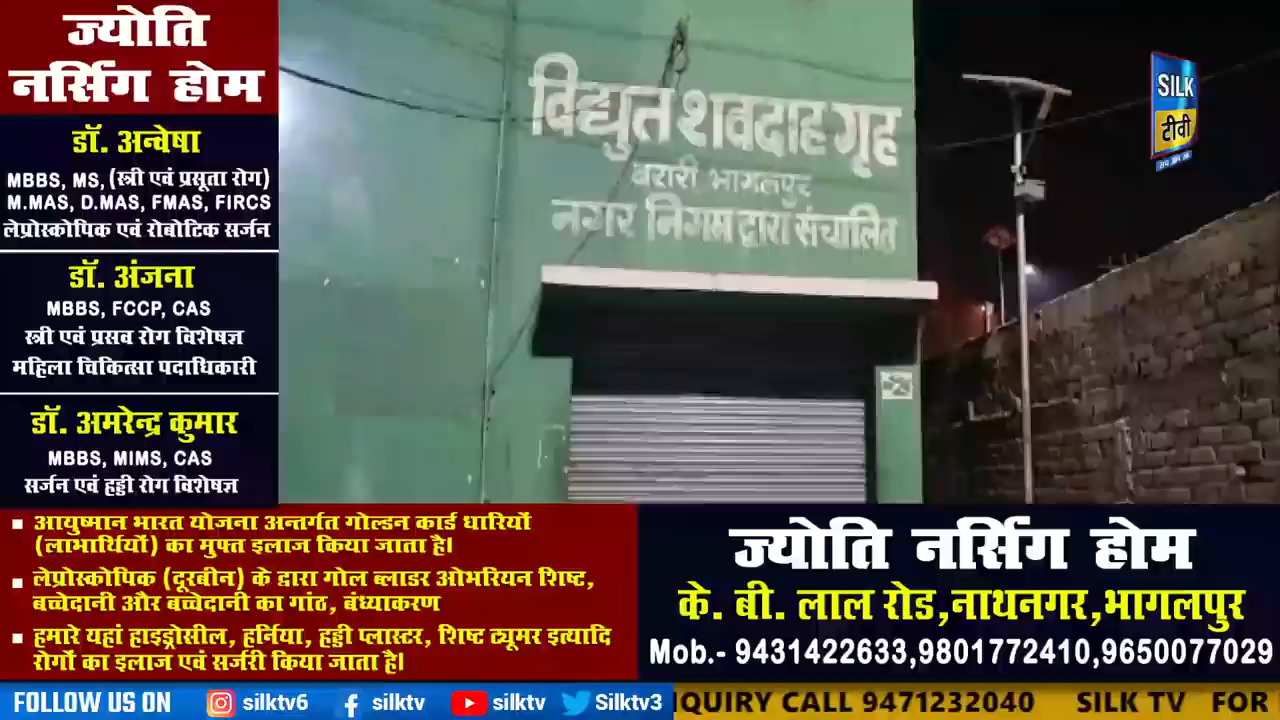 ज्योति
नर्सिग होम
डॉ. अन्वेषा
MBBS, MS, (स्त्री एवं प्रसूता रोग)
M.MAS, D.MAS, FMAS, FIRCS
लेप्रोस्कोपिक एवं रोबोटिक सर्जन
डॉ. अंजना
MBBS, FCCP, CAS
स्त्री एवं प्रसव रोग विशेषज्ञ
महिला चिकित्सा पदाधिकारी
डॉ. अमरेन्द्र कुमार
MBBS, MIMS, CAS
सर्जन एवं हड्डी रोग विशेषज्ञ
विद्युत शवदाह गृह
बरारी भागलपुर
नगर निगम द्वारा संचालित
SILK
टीवी
आयुष्मान भारत योजना अन्तर्गत गोल्डन कार्ड धारियों
(लाभार्थियों) का मुफ्त इलाज किया जाता है।
लेप्रोस्कोपिक (दूरबीन) के द्वारा गोल ब्लाडर ओभरियन शिष्ट,
बच्चेदानी और बच्चेदानी का गांठ, बंध्याकरण
हमारे यहां हाइड्रोसील, हर्निया, हड्डी प्लास्टर, शिष्ट ट्यूमर इत्यादि
रोगों का इलाज एवं सर्जरी किया जाता है।
ज्योति नर्सिग होम
के. बी. लाल रोड,नाथनगर,भागलपुर
Mob.- 9431422633,9801772410,9650077029
FOLLOW US ON silktv6 silktv silktv Silktv3 NQUIRY CALL 9471232040 SILK TV FOR